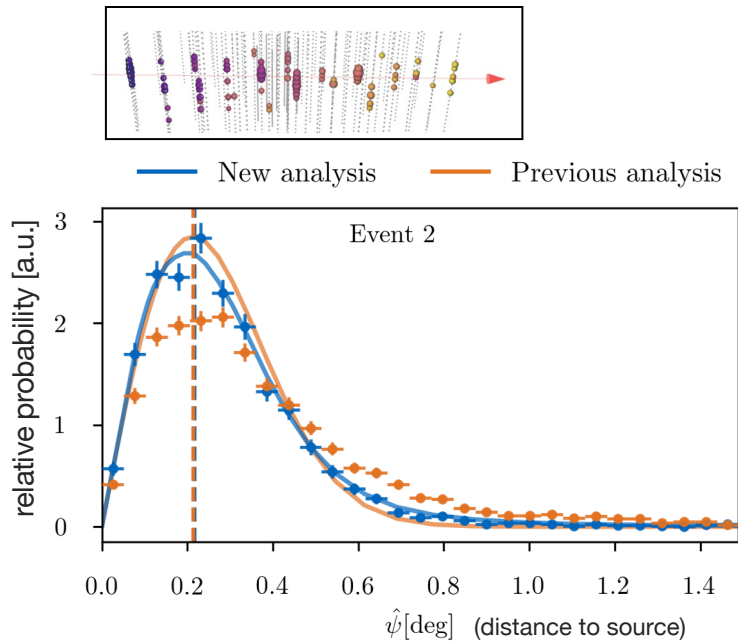 New analysis
Previous analysis
Event 2
relative probability [a.u.]
3
2
1
0
0.0 0.2 0.4 0.6 0.8 1.0 1.2 1.4
ψ̂[deg] (distance to source)